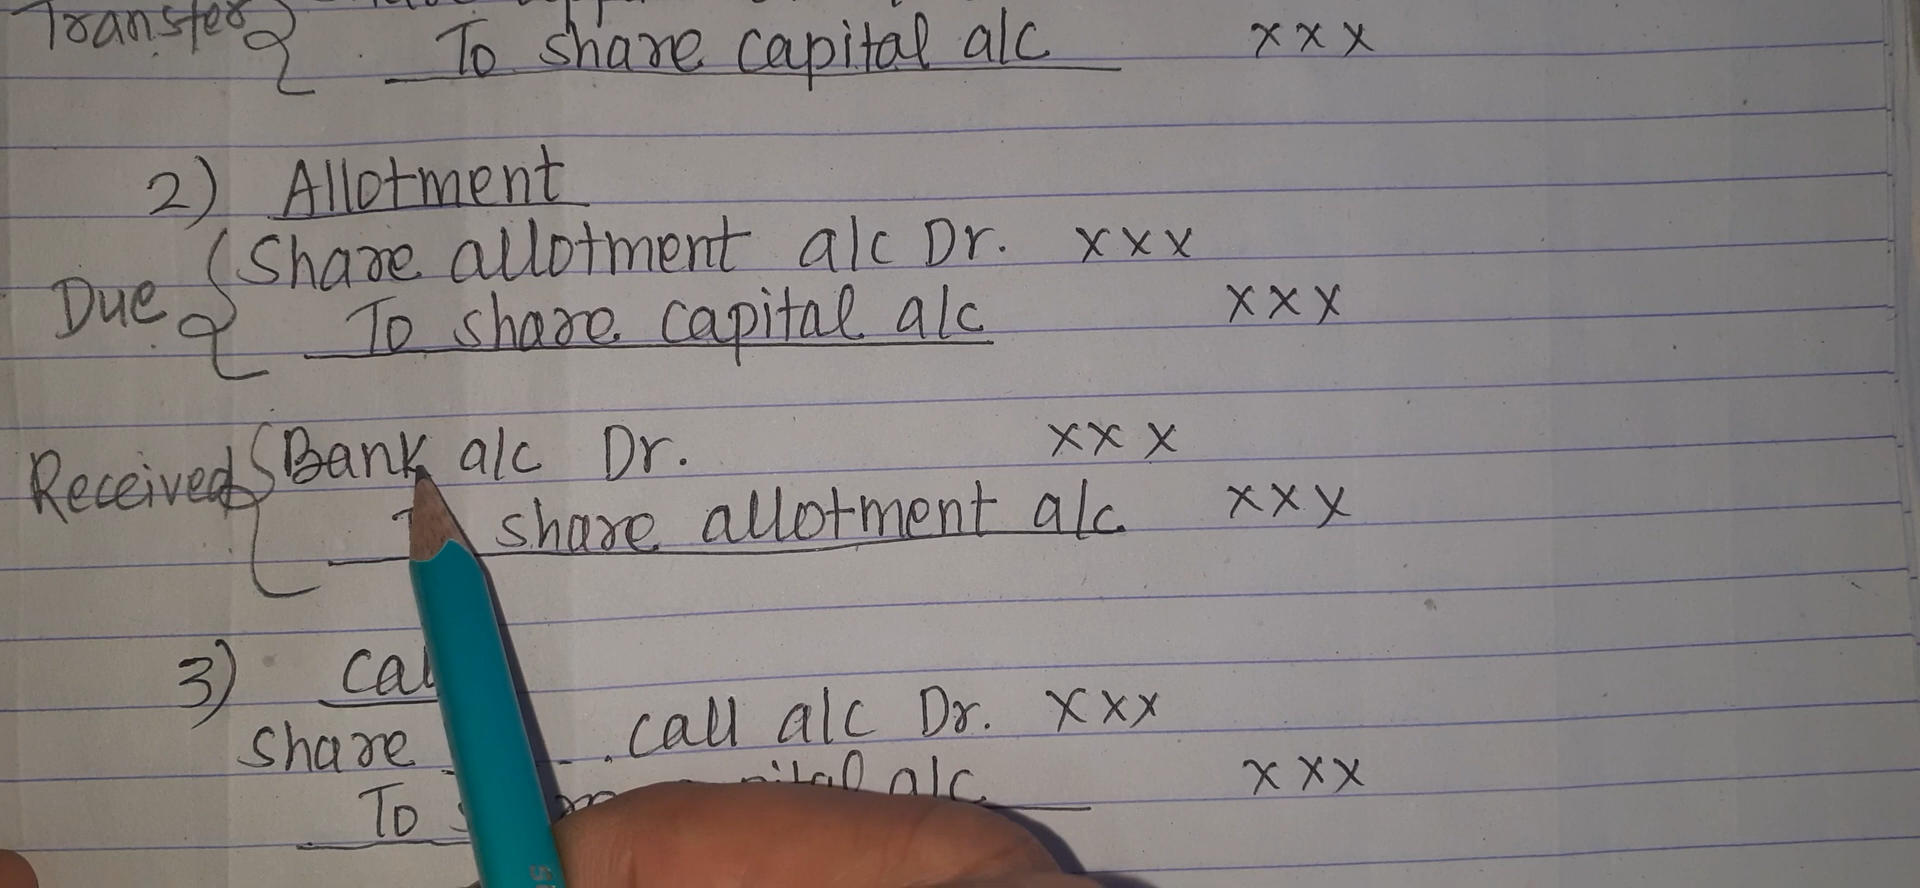 Transfer To share capital a/c xxx
2) Allotment
Share allotment a/c Dr. xxx
Due To share capital a/c xxx
Received Bank a/c Dr. xxx
share allotment a/c xxx
3)
share call a/c Dr. xxx
To a/c xxx